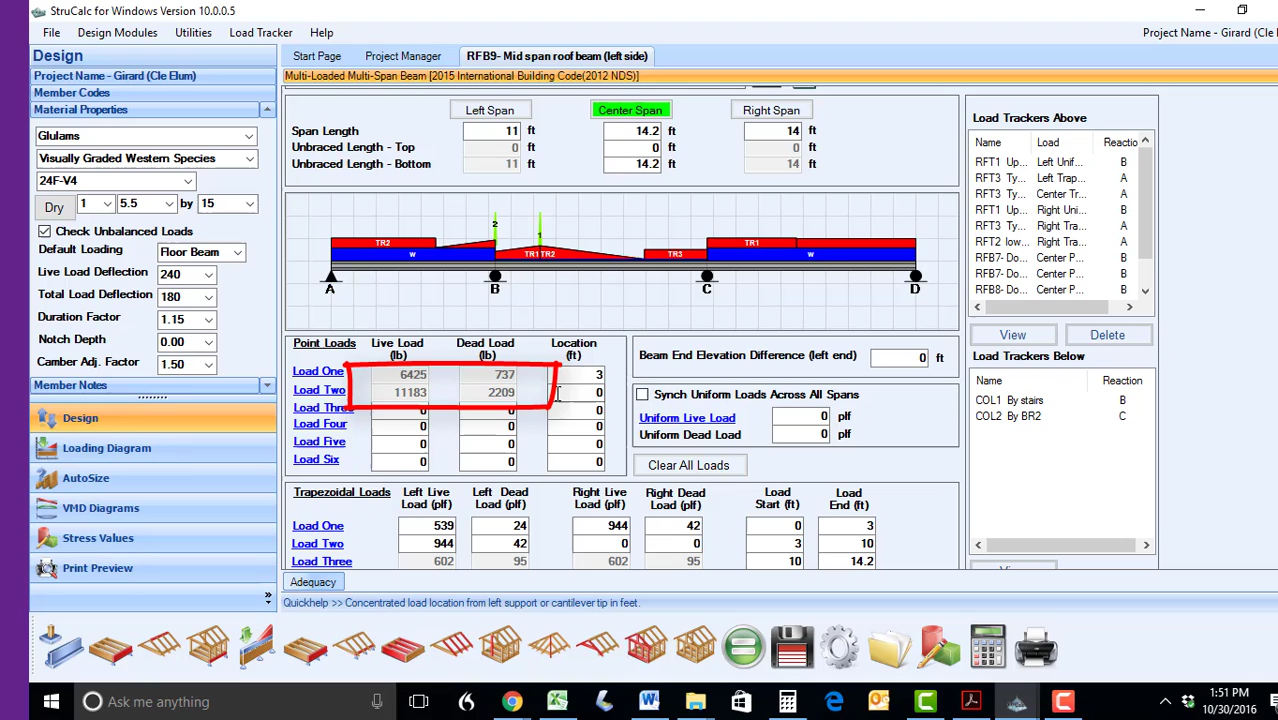 StruCalc for Windows Version 10.0.0.5
File Design Modules Utilities Load Tracker Help Project Name - Girard (Cle
Design Start Page Project Manager RFB9- Mid span roof beam (left side)
Project Name - Girard (Cle Elum)
Multi-Loaded Multi-Span Beam [2015 International Building Code(2012 NDS)]
Member Codes
Material Properties
Glulams
Visually Graded Western Species
24F-V4
Dry 1 5.5 by 15
Check Unbalanced Loads
Default Loading Floor Beam
Live Load Deflection 240
Total Load Deflection 180
Duration Factor 1.15
Notch Depth 0.00
Camber Adj. Factor 1.50
Member Notes
Design
Loading Diagram
AutoSize
VMD Diagrams
Stress Values
Print Preview
Left Span Center Span Right Span
Span Length 11 ft 14.2 ft 14 ft
Unbraced Length - Top 0 ft 0 ft 0 ft
Unbraced Length - Bottom 11 ft 14.2 ft 14 ft
2
1
TR2 TR1 TR2 TR3 TR1
W W
A B C D
Point Loads Live Load (lb) Dead Load (lb) Location (ft)
Load One 6425 737 3
Load Two 11183 2209 0
Load Three 0 0 0
Load Four 0 0 0
Load Five 0 0 0
Load Six 0 0 0
Beam End Elevation Difference (left end) 0 ft
Synch Uniform Loads Across All Spans
Uniform Live Load 0 plf
Uniform Dead Load 0 plf
Clear All Loads
Trapezoidal Loads Left Live Load (plf) Left Dead Load (plf) Right Live Load (plf) Right Dead Load (plf) Load Start (ft) Load End (ft)
Load One 539 24 944 42 0 3
Load Two 944 42 0 0 3 10
Load Three 602 95 602 95 10 14.2
Adequacy
Quickhelp >> Concentrated load location from left support or cantilever tip in feet.
Load Trackers Above
Name Load Reactio
RFT1 Up... Left Unif... B
RFT3 Ty... Left Trap... A
RFT3 Ty... Center Tr... A
RFT1 Up... Right Uni... B
RFT3 Ty... Right Tra... A
RFT2 low... Right Tra... A
RFB7- Do... Center P... B
RFB7- Do... Center P... B
RFB8- Do... Center P... B
View Delete
Load Trackers Below
Name Reaction
COL1 By stairs B
COL2 By BR2 C
Ask me anything
1:51 PM
10/30/2016